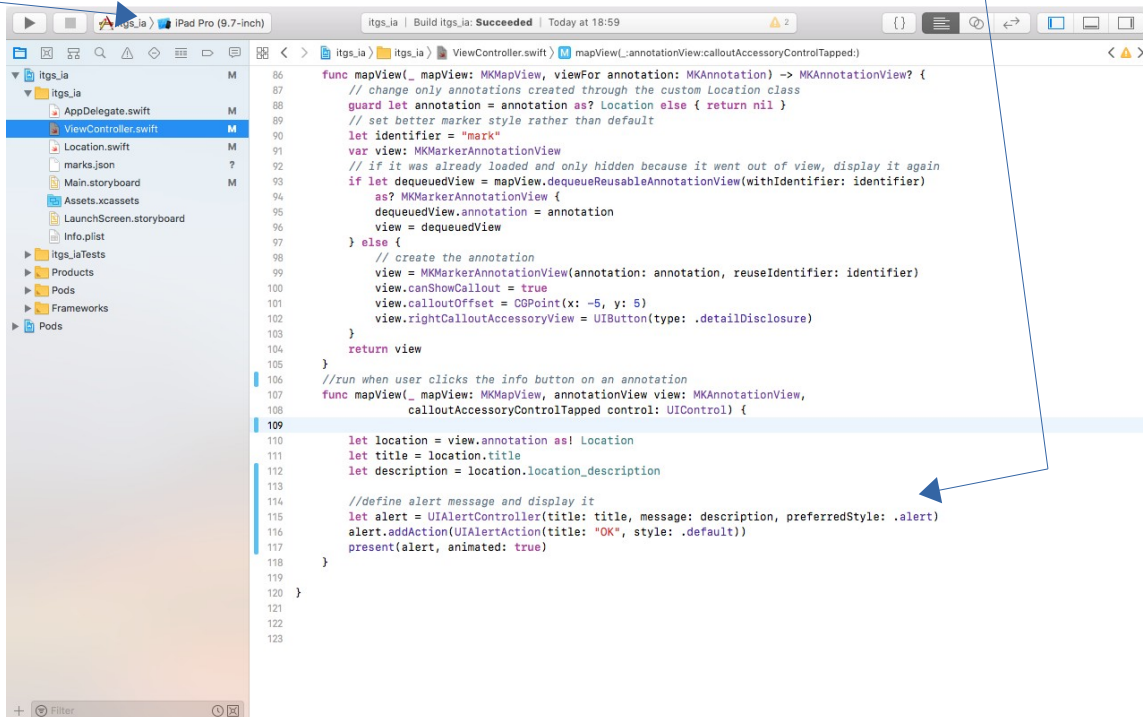 itgs_ia 〉 iPad Pro (9.7-inch)
itgs_ia | Build itgs_ia: Succeeded | Today at 18:59
2
{ }
itgs_ia 〉 itgs_ia 〉 ViewController.swift 〉 M mapView(_:annotationView:calloutAccessoryControlTapped:)
itgs_ia M
itgs_ia
AppDelegate.swift M
ViewController.swift M
Location.swift M
marks.json ?
Main.storyboard M
Assets.xcassets
LaunchScreen.storyboard
Info.plist
itgs_iaTests
Products
Pods
Frameworks
Pods
86 func mapView(_ mapView: MKMapView, viewFor annotation: MKAnnotation) -> MKAnnotationView? {
87 // change only annotations created through the custom Location class
88 guard let annotation = annotation as? Location else { return nil }
89 // set better marker style rather than default
90 let identifier = "mark"
91 var view: MKMarkerAnnotationView
92 // if it was already loaded and only hidden because it went out of view, display it again
93 if let dequeuedView = mapView.dequeueReusableAnnotationView(withIdentifier: identifier)
94 as? MKMarkerAnnotationView {
95 dequeuedView.annotation = annotation
96 view = dequeuedView
97 } else {
98 // create the annotation
99 view = MKMarkerAnnotationView(annotation: annotation, reuseIdentifier: identifier)
100 view.canShowCallout = true
101 view.calloutOffset = CGPoint(x: -5, y: 5)
102 view.rightCalloutAccessoryView = UIButton(type: .detailDisclosure)
103 }
104 return view
105 }
106 //run when user clicks the info button on an annotation
107 func mapView(_ mapView: MKMapView, annotationView view: MKAnnotationView,
108 calloutAccessoryControlTapped control: UIControl) {
109
110 let location = view.annotation as! Location
111 let title = location.title
112 let description = location.location_description
113
114 //define alert message and display it
115 let alert = UIAlertController(title: title, message: description, preferredStyle: .alert)
116 alert.addAction(UIAlertAction(title: "OK", style: .default))
117 present(alert, animated: true)
118 }
119
120 }
121
122
123
Filter